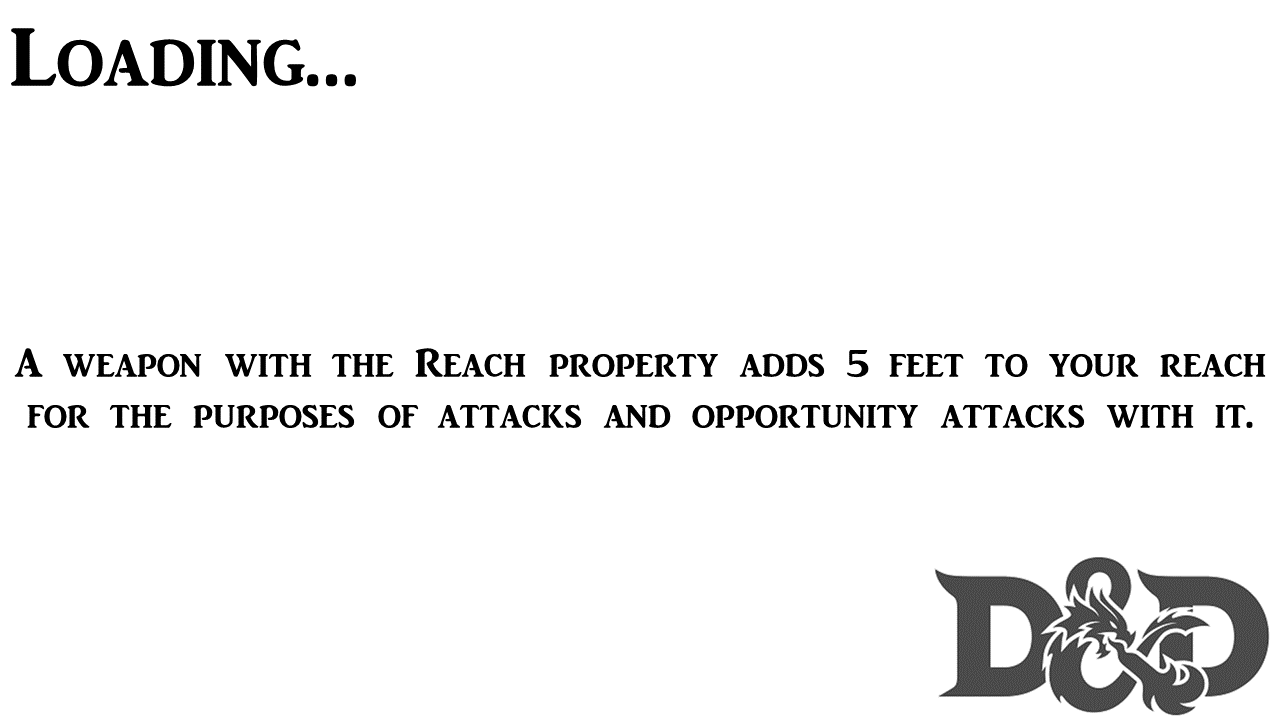 Loading...
A weapon with the Reach property adds 5 feet to your reach
for the purposes of attacks and opportunity attacks with it.
D&D